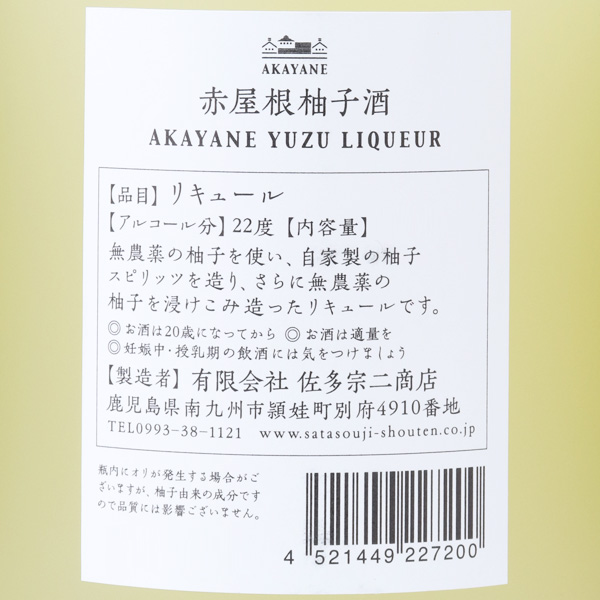 AKAYANE
赤屋根柚子酒
AKAYANE YUZU LIQUEUR
【品目】リキュール
【アルコール分】22度【内容量】
無農薬の柚子を使い、自家製の柚子
スピリッツを造り、さらに無農薬の
柚子を浸けこみ造ったリキュールです。
◎お酒は20歳になってから ◎お酒は適量を
◎妊娠中・授乳期の飲酒には気をつけましょう
【製造者】有限会社 佐多宗二商店
鹿児島県南九州市頴娃町別府4910番地
TEL0993-38-1121 www.satasouji-shouten.co.jp
瓶内にオリが発生する場合がご
ざいますが、柚子由来の成分です
ので品質には影響ございません。
4 521449 227200